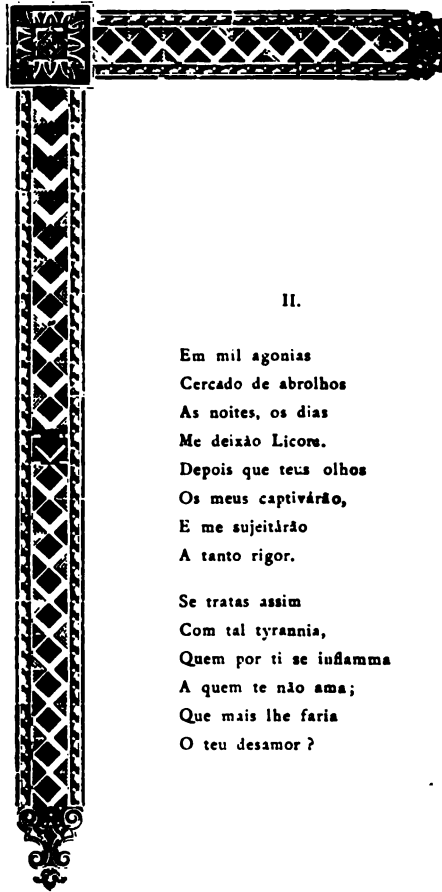 II.
Em mil agonias
Cercado de abrolhos
As noites, os dias
Me deixão Licore.
Depois que teus olhos
Os meus captivárão,
E me sujeitárão
A tanto rigor.
Se tratas assim
Com tal tyrannia,
Quem por ti se inflamma
A quem te não ama;
Que mais lhe faria
O teu desamor ?